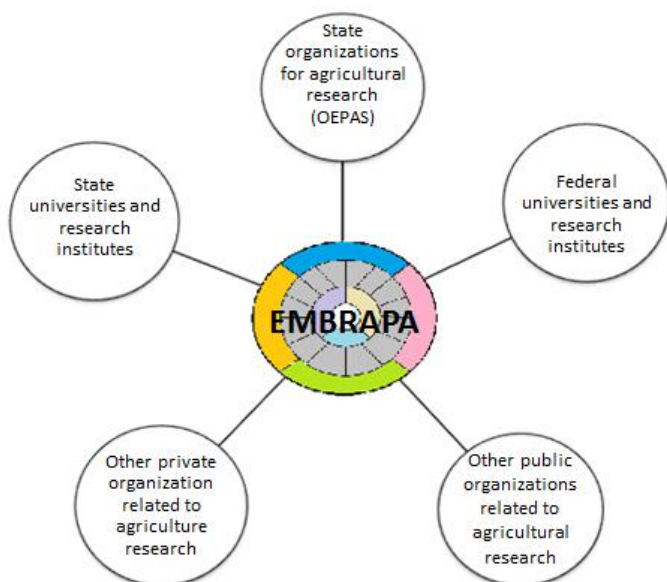 State
organizations
for agricultural
research
(OEPAS)
State
universities and
research
institutes
Federal
universities and
research
institutes
EMBRAPA
Other private
organization
related to
agriculture
research
Other public
organizations
related to
agricultural
research